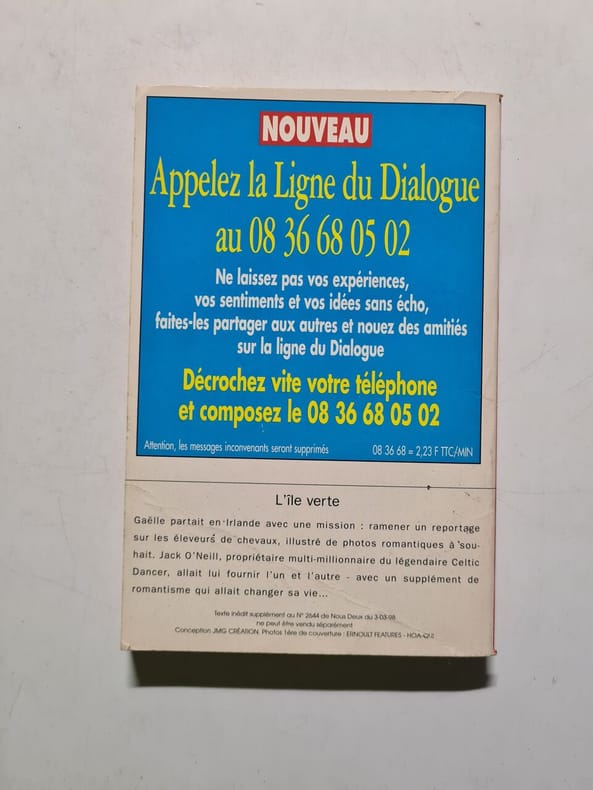 NOUVEAU
Appelez la Ligne du Dialogue
au 08 36 68 05 02
Ne laissez pas vos expériences,
vos sentiments et vos idées sans écho,
faites-les partager aux autres et nouez des amitiés
sur la ligne du Dialogue
Décrochez vite votre téléphone
et composez le 08 36 68 05 02
Attention, les messages inconvenants seront supprimés
08 36 68 = 2,23 F TTC/MIN
L'île verte
Gaëlle partait en Irlande avec une mission : ramener un reportage
sur les éleveurs de chevaux, illustré de photos romantiques à sou-
hait. Jack O'Neill, propriétaire multi-millionnaire du légendaire Celtic
Dancer, allait lui fournir l'un et l'autre - avec un supplément de
romantisme qui allait changer sa vie...
Texte inédit supplément au N° 2644 de Nous Deux du 3-03-98
ne peut être vendu séparément
Conception JMG CRÉATION. Photos 1ère de couverture : ERNOULT FEATURES - HOA-QUI